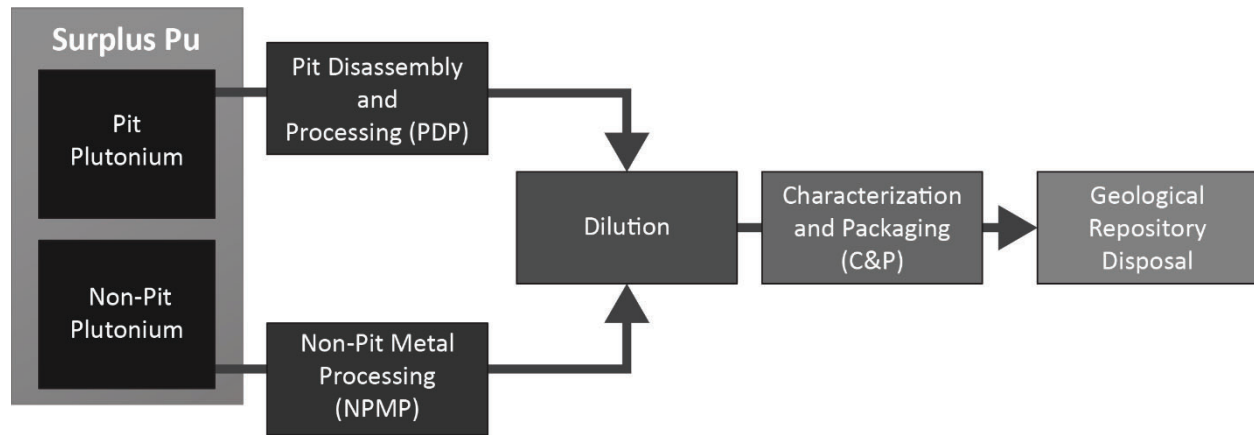 Surplus Pu
Pit
Plutonium
Non-Pit
Plutonium
Pit Disassembly
and
Processing (PDP)
Non-Pit Metal
Processing
(NPMP)
Dilution
Characterization
and Packaging
(C&P)
Geological
Repository
Disposal